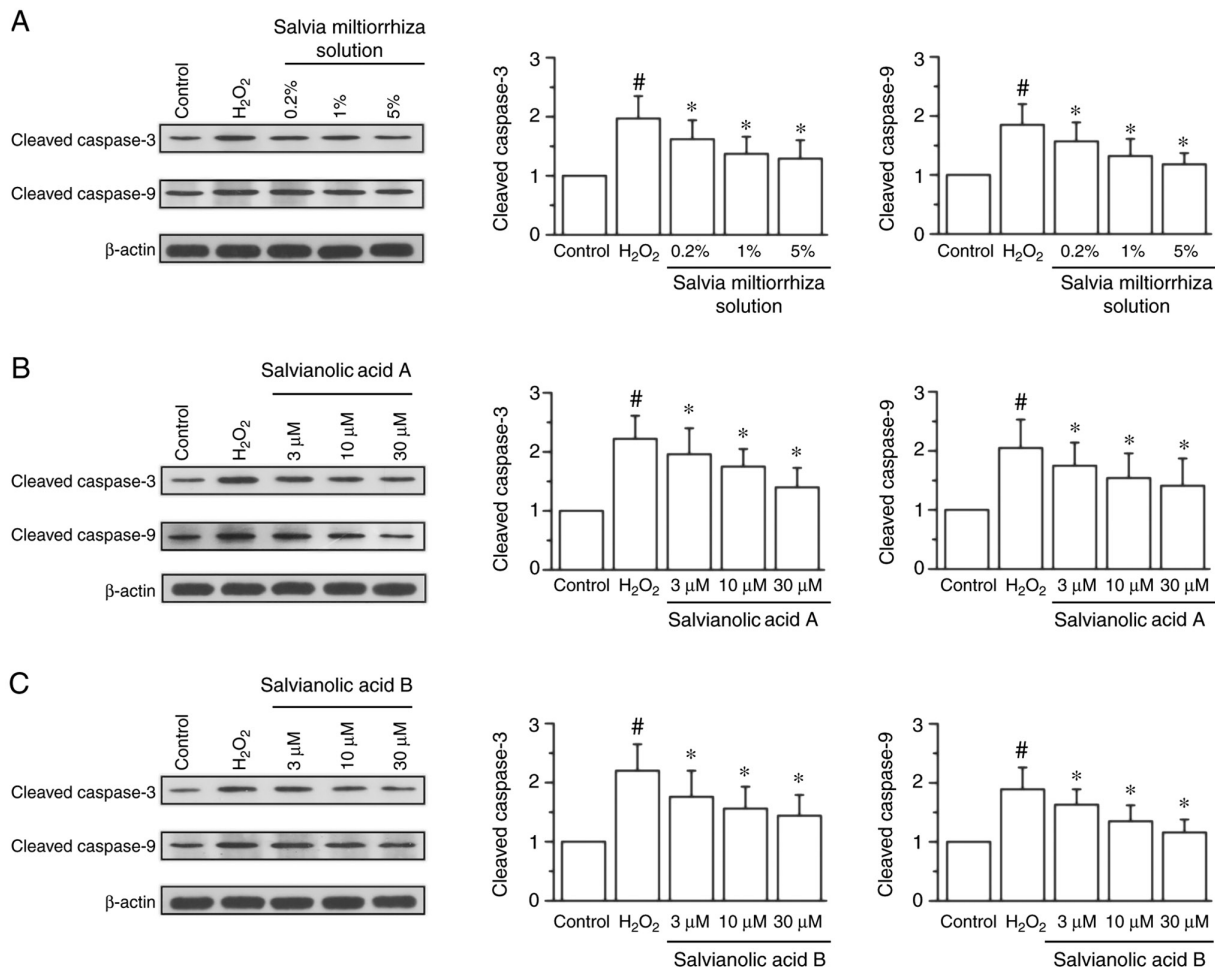 A
Salvia miltiorrhiza
solution
Control
H₂O₂
0.2%
1%
5%
Cleaved caspase-3
Cleaved caspase-9
β-actin
Cleaved caspase-3
3
2
1
0
#
*
*
*
Control H₂O₂ 0.2% 1% 5%
Salvia miltiorrhiza
solution
Cleaved caspase-9
3
2
1
0
#
*
*
*
Control H₂O₂ 0.2% 1% 5%
Salvia miltiorrhiza
solution
B
Salvianolic acid A
Control
H₂O₂
3 μM
10 μM
30 μM
Cleaved caspase-3
Cleaved caspase-9
β-actin
Cleaved caspase-3
3
2
1
0
#
*
*
*
Control H₂O₂ 3 μM 10 μM 30 μM
Salvianolic acid A
Cleaved caspase-9
3
2
1
0
#
*
*
*
Control H₂O₂ 3 μM 10 μM 30 μM
Salvianolic acid A
C
Salvianolic acid B
Control
H₂O₂
3 μM
10 μM
30 μM
Cleaved caspase-3
Cleaved caspase-9
β-actin
Cleaved caspase-3
3
2
1
0
#
*
*
*
Control H₂O₂ 3 μM 10 μM 30 μM
Salvianolic acid B
Cleaved caspase-9
3
2
1
0
#
*
*
*
Control H₂O₂ 3 μM 10 μM 30 μM
Salvianolic acid B